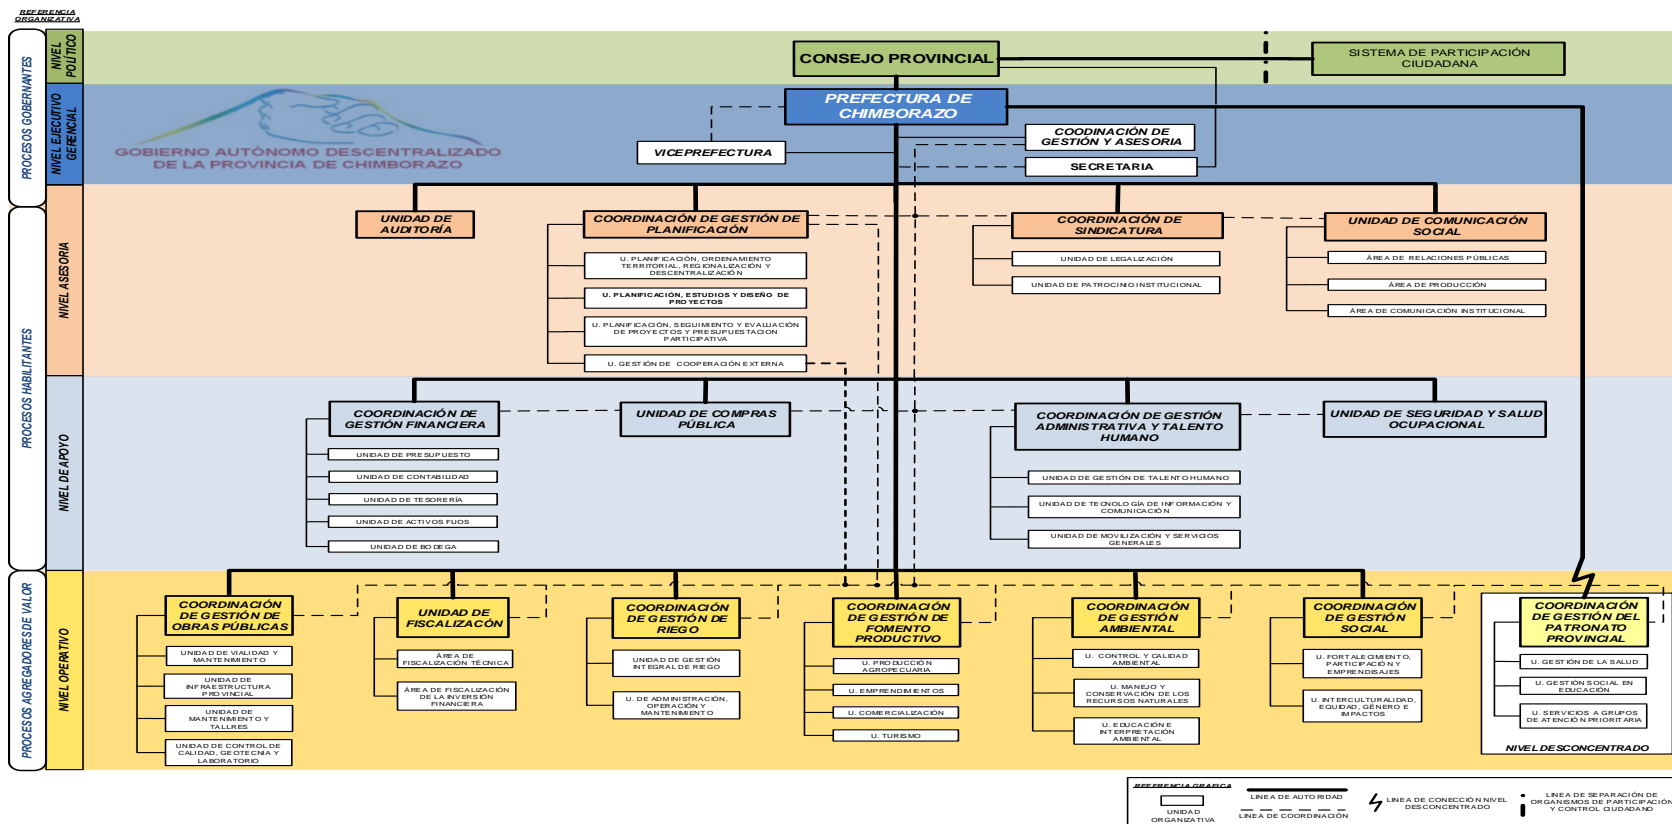 REFERENCIA
ORGANIZATIVA
PROCESOS GOBERNANTES
PROCESOS HABILITANTES
PROCESOS AGREGADORES DE VALOR
NIVEL
POLÍTICO
CONSEJO PROVINCIAL
SISTEMA DE PARTICIPACIÓN
CIUDADANA
NIVEL EJECUTIVO
GERENCIAL
GOBIERNO AUTÓNOMO DESCENTRALIZADO
DE LA PROVINCIA DE CHIMBORAZO
PREFECTURA DE
CHIMBORAZO
VICEPREFECTURA
COODINACIÓN DE
GESTIÓN Y ASESORIA
SECRETARIA
NIVEL ASESORIA
UNIDAD DE
AUDITORÍA
COORDINACIÓN DE GESTIÓN DE
PLANIFICACIÓN
U. PLANIFICACIÓN, ORDENAMIENTO
TERRITORIAL, REGIONALIZACIÓN Y
DESCENTRALIZACIÓN
U. PLANIFICACIÓN, ESTUDIOS Y DISEÑO DE
PROYECTOS
U. PLANIFICACIÓN, SEGUIMIENTO Y EVALUACIÓN
DE PROYECTOS Y PRESUPUESTACION
PARTICIPATIVA
U. GESTIÓN DE COOPERACIÓN EXTERNA
COORDINACIÓN DE
SINDICATURA
UNIDAD DE LEGALIZACIÓN
UNIDAD DE PATROCINIO INSTITUCIONAL
UNIDAD DE COMUNICACIÓN
SOCIAL
ÁREA DE RELACIONES PÚBLICAS
ÁREA DE PRODUCCIÓN
ÁREA DE COMUNICACIÓN INSTITUCIONAL
NIVEL DE APOYO
COORDINACIÓN DE
GESTIÓN FINANCIERA
UNIDAD DE PRESUPUESTO
UNIDAD DE CONTABILIDAD
UNIDAD DE TESORERÍA
UNIDAD DE ACTIVOS FIJOS
UNIDAD DE BODEGA
UNIDAD DE COMPRAS
PÚBLICA
COORDINACIÓN DE GESTIÓN
ADMINISTRATIVA Y TALENTO
HUMANO
UNIDAD DE GESTIÓN DE TALENTO HUMANO
UNIDAD DE TECNOLOGÍA DE INFORMACIÓN Y
COMUNICACIÓN
UNIDAD DE MOVILIZACIÓN Y SERVICIOS
GENERALES
UNIDAD DE SEGURIDAD Y SALUD
OCUPACIONAL
NIVEL OPERATIVO
COORDINACIÓN
DE GESTIÓN DE
OBRAS PÚBLICAS
UNIDAD DE VIALIDAD Y
MANTENIMIENTO
UNIDAD DE
INFRAESTRUCTURA
PROVINCIAL
UNIDAD DE
MANTENIMIENTO Y
TALLRES
UNIDAD DE CONTROL DE
CALIDAD, GEOTECNIA Y
LABORATORIO
UNIDAD DE
FISCALIZACÓN
ÁREA DE
FISCALIZACIÓN TÉCNICA
ÁREA DE FISCALIZACIÓN
DE LA INVERSIÓN
FINANCIERA
COORDINACIÓN
DE GESTIÓN DE
RIEGO
UNIDAD DE GESTIÓN
INTEGRAL DE RIEGO
U. DE ADMINISTRACIÓN,
OPERACIÓN Y
MANTENIMIENTO
COORDINACIÓN
DE GESTIÓN DE
FOMENTO
PRODUCTIVO
U. PRODUCCIÓN
AGROPECUARIA
U. EMPRENDIMIENTOS
U. COMERCIALIZACIÓN
U. TURISMO
COORDINACIÓN
DE GESTIÓN
AMBIENTAL
U. CONTROL Y CALIDAD
AMBIENTAL
U. MANEJO Y
CONSERVACIÓN DE LOS
RECURSOS NATURALES
U. EDUCACIÓN E
INTERPRETACIÓN
AMBIENTAL
COORDINACIÓN
DE GESTIÓN
SOCIAL
U. FORTALECIMIENTO,
PARTICIPACIÓN Y
EMPRENDISAJES
U. INTERCULTURALIDAD,
EQUIDAD, GÉNERO E
IMPACTOS
COORDINACIÓN
DE GESTIÓN DEL
PATRONATO
PROVINCIAL
U. GESTIÓN DE LA SALUD
U. GESTIÓN SOCIAL EN
EDUCACIÓN
U. SERVICIOS A GRUPOS
DE ATENCIÓN PRIORITARIA
NIVEL DESCONCENTRADO
REFERENCIA GRAFICA
UNIDAD
ORGANIZATIVA
LINEA DE AUTORIDAD
LINEA DE COORDINACIÓN
LINEA DE CONECCIÓN NIVEL
DESCONCENTRADO
LINEA DE SEPARACIÓN DE
ORGANISMOS DE PARTICIPACIÓN
Y CONTROL CIUDADANO